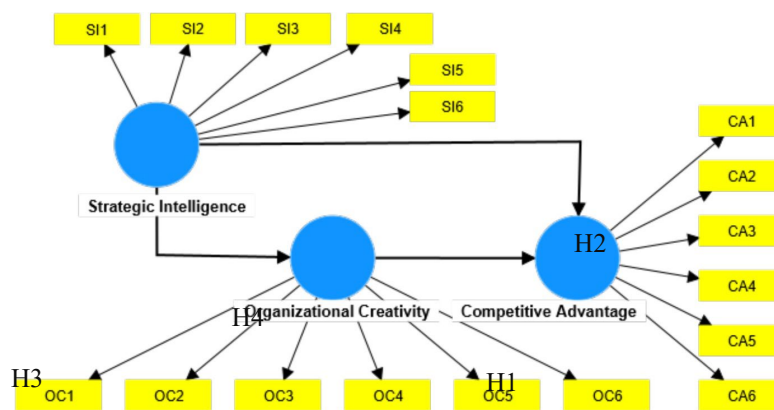 SI1
SI2
SI3
SI4
SI5
SI6
CA1
CA2
Strategic Intelligence
CA3
H2
CA4
Organizational Creativity
Competitive Advantage
H4
CA5
H3
H1
OC1
OC2
OC3
OC4
OC5
OC6
CA6